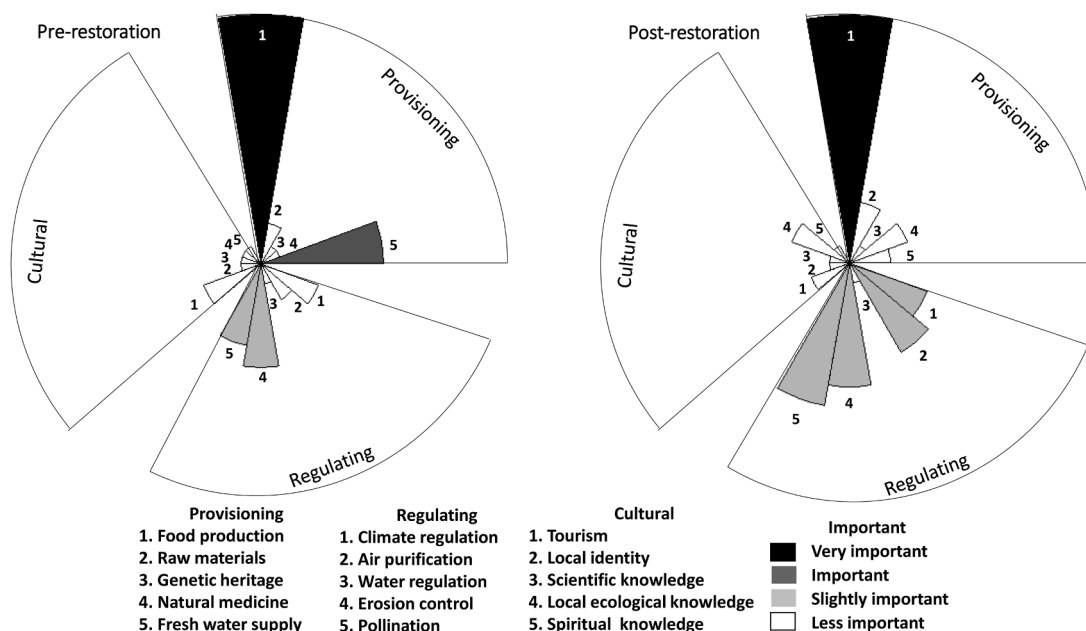 Pre-restoration
Post-restoration
1
Provisioning
2
3
4
5
Cultural
5
4
3
2
1
1
2
3
4
5
Regulating
1
Provisioning
2
3
4
5
Cultural
5
4
3
2
1
1
2
3
4
5
Regulating
Provisioning
1. Food production
2. Raw materials
3. Genetic heritage
4. Natural medicine
5. Fresh water supply
Regulating
1. Climate regulation
2. Air purification
3. Water regulation
4. Erosion control
5. Pollination
Cultural
1. Tourism
2. Local identity
3. Scientific knowledge
4. Local ecological knowledge
5. Spiritual knowledge
Important
Very important
Important
Slightly important
Less important